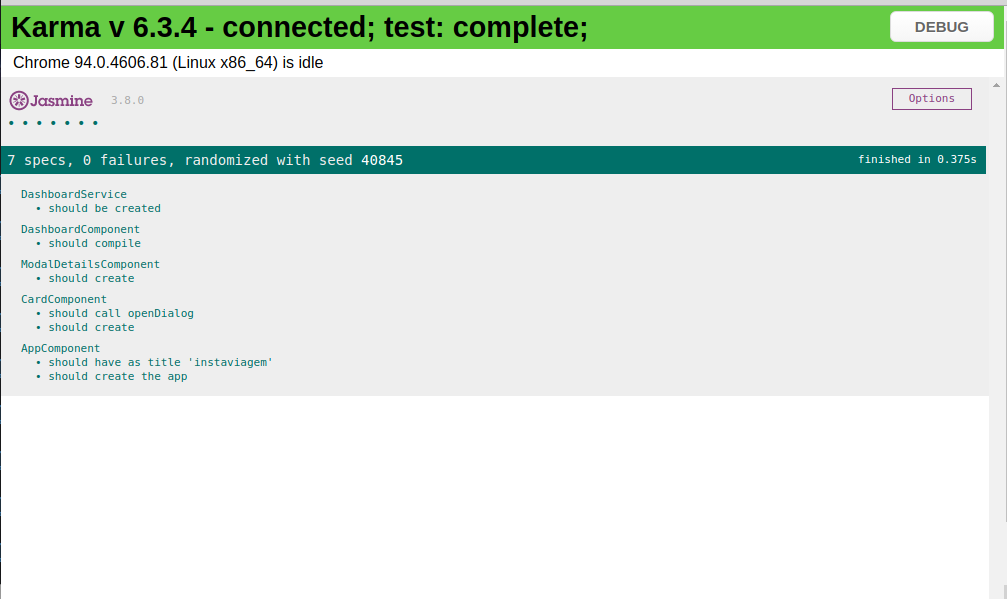 Karma v 6.3.4 - connected; test: complete;
DEBUG
Chrome 94.0.4606.81 (Linux x86_64) is idle
Jasmine 3.8.0
Options
• • • • • • •
7 specs, 0 failures, randomized with seed 40845
finished in 0.375s
DashboardService
• should be created
DashboardComponent
• should compile
ModalDetailsComponent
• should create
CardComponent
• should call openDialog
• should create
AppComponent
• should have as title 'instaviagem'
• should create the app